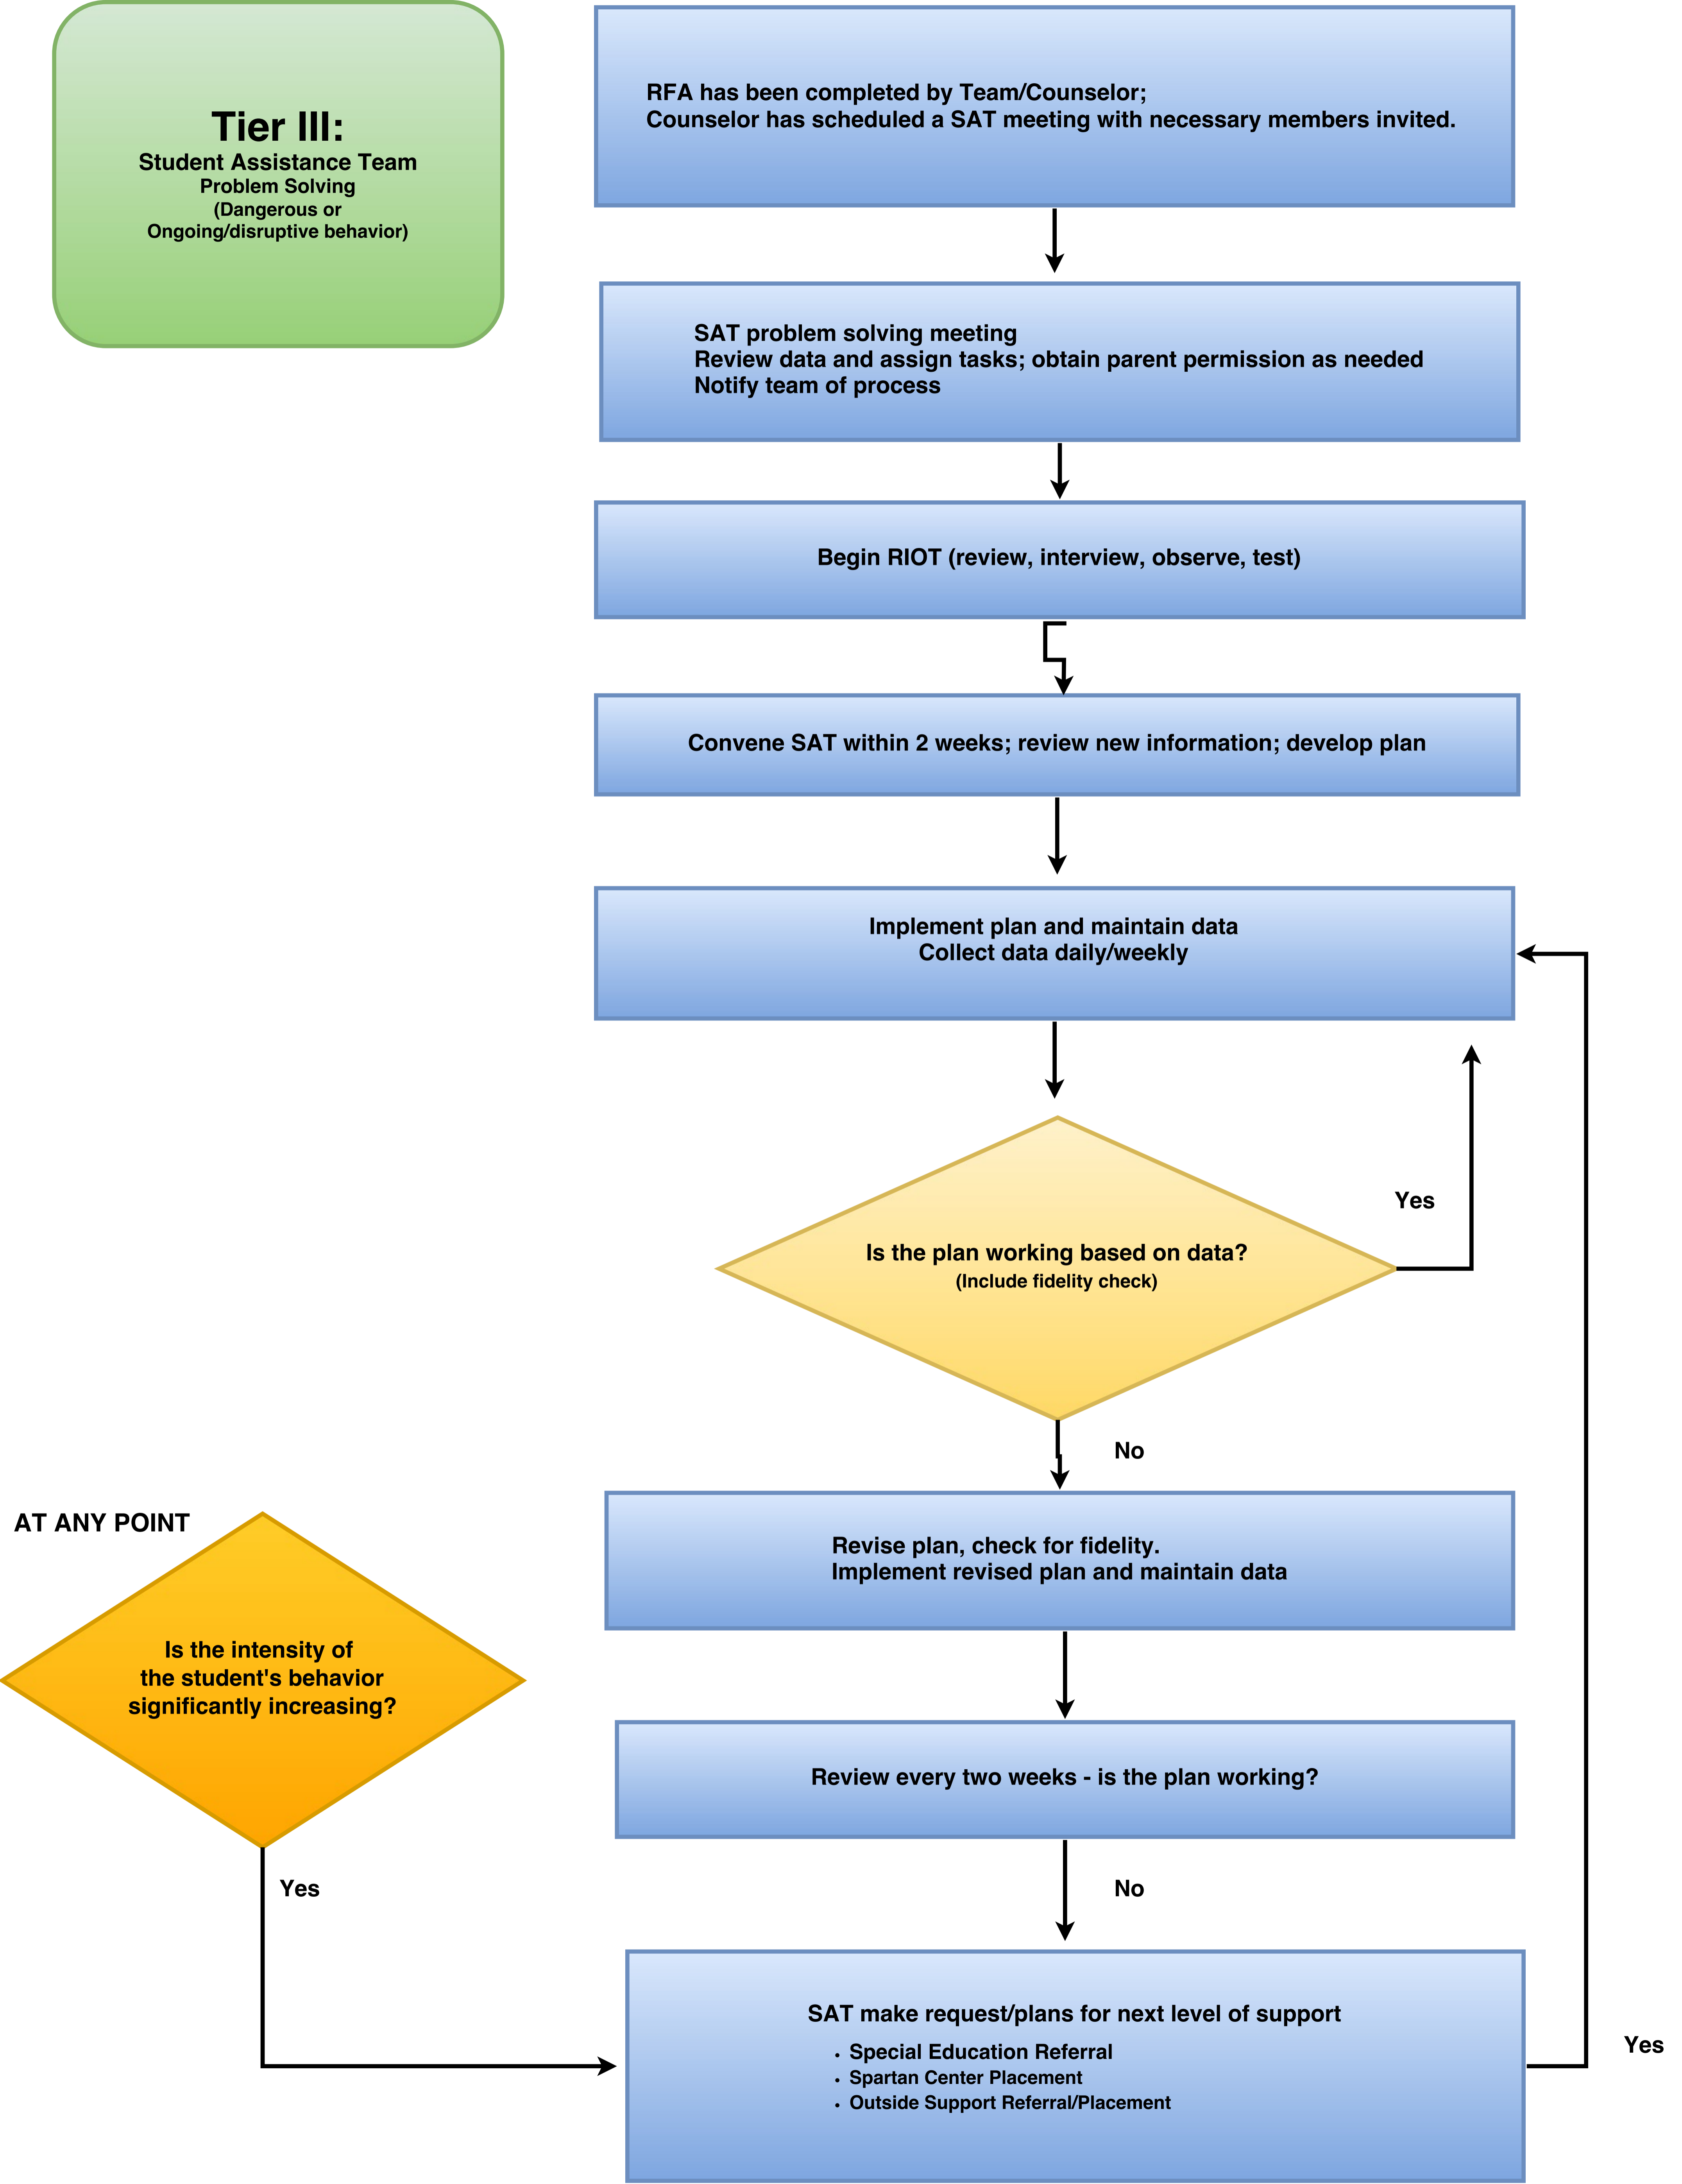 Tier III:
Student Assistance Team
Problem Solving
(Dangerous or
Ongoing/disruptive behavior)
RFA has been completed by Team/Counselor;
Counselor has scheduled a SAT meeting with necessary members invited.
SAT problem solving meeting
Review data and assign tasks; obtain parent permission as needed
Notify team of process
Begin RIOT (review, interview, observe, test)
Convene SAT within 2 weeks; review new information; develop plan
Implement plan and maintain data
Collect data daily/weekly
Yes
Is the plan working based on data?
(Include fidelity check)
No
Revise plan, check for fidelity.
Implement revised plan and maintain data
AT ANY POINT
Is the intensity of
the student's behavior
significantly increasing?
Review every two weeks - is the plan working?
Yes
No
SAT make request/plans for next level of support
• Special Education Referral
• Spartan Center Placement
• Outside Support Referral/Placement
Yes